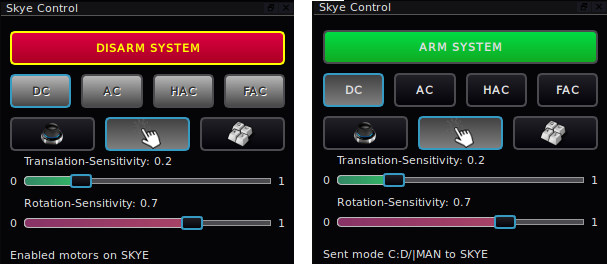 Skye Control
DISARM SYSTEM
DC AC HAC FAC
Translation-Sensitivity: 0.2
0 1
Rotation-Sensitivity: 0.7
0 1
Enabled motors on SKYE
Skye Control
ARM SYSTEM
DC AC HAC FAC
Translation-Sensitivity: 0.2
0 1
Rotation-Sensitivity: 0.7
0 1
Sent mode C:D/|MAN to SKYE